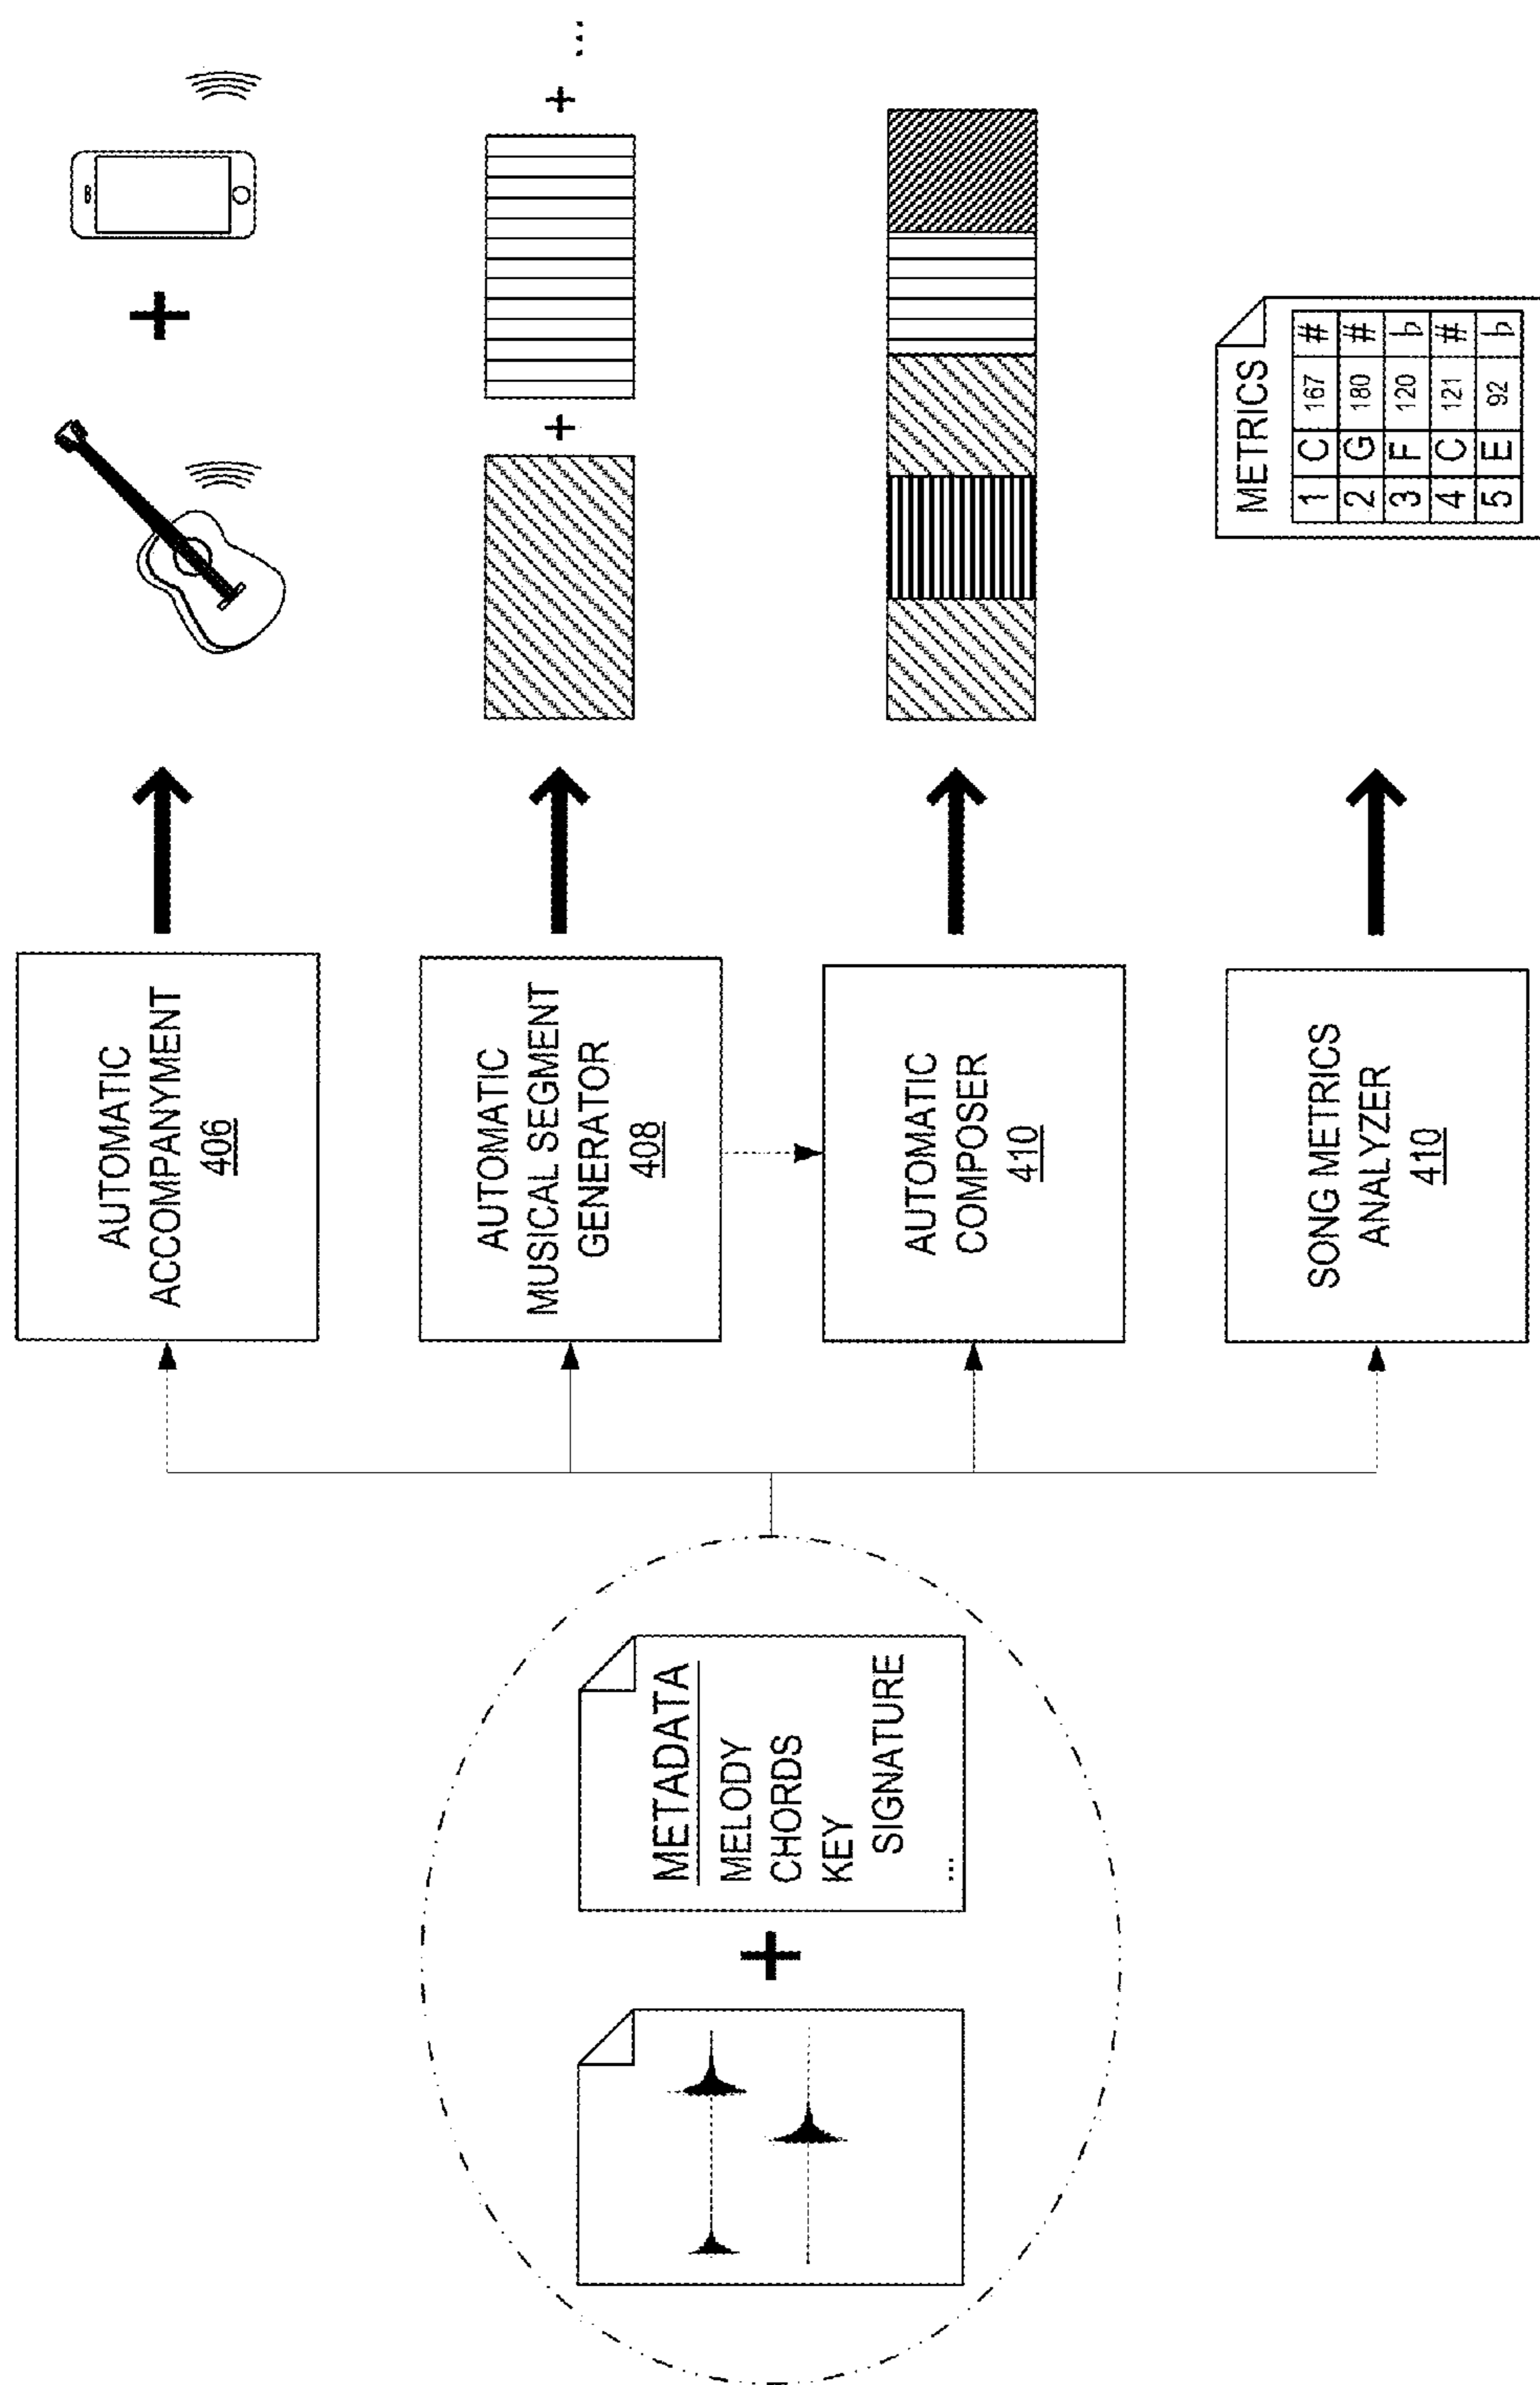 METADATA
MELODY
CHORDS
KEY
SIGNATURE
...
AUTOMATIC
ACCOMPANYMENT
406
AUTOMATIC
MUSICAL SEGMENT
GENERATOR
408
AUTOMATIC
COMPOSER
410
SONG METRICS
ANALYZER
410
+
+
+
+ ...
METRICS
1 C 167 #
2 G 180 #
3 F 120 b
4 C 121 #
5 E 92 b